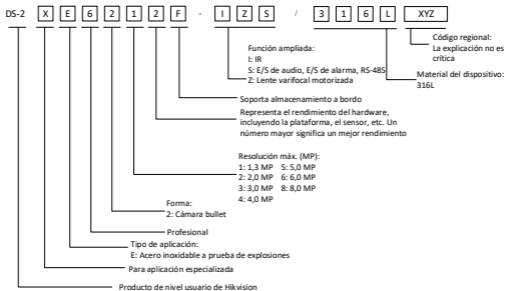 DS-2 X E 6 2 1 2 F - I Z S / 3 1 6 L XYZ
Código regional:
La explicación no es
crítica
Material del dispositivo:
316L
Función ampliada:
I: IR
S: E/S de audio, E/S de alarma, RS-485
Z: Lente varifocal motorizada
Soporta almacenamiento a bordo
Representa el rendimiento del hardware,
incluyendo la plataforma, el sensor, etc. Un
número mayor significa un mejor rendimiento
Resolución máx. (MP):
1: 1,3 MP 5: 5,0 MP
2: 2,0 MP 6: 6,0 MP
3: 3,0 MP 8: 8,0 MP
4: 4,0 MP
Forma:
2: Cámara bullet
Profesional
Tipo de aplicación:
E: Acero inoxidable a prueba de explosiones
Para aplicación especializada
Producto de nivel usuario de Hikvision